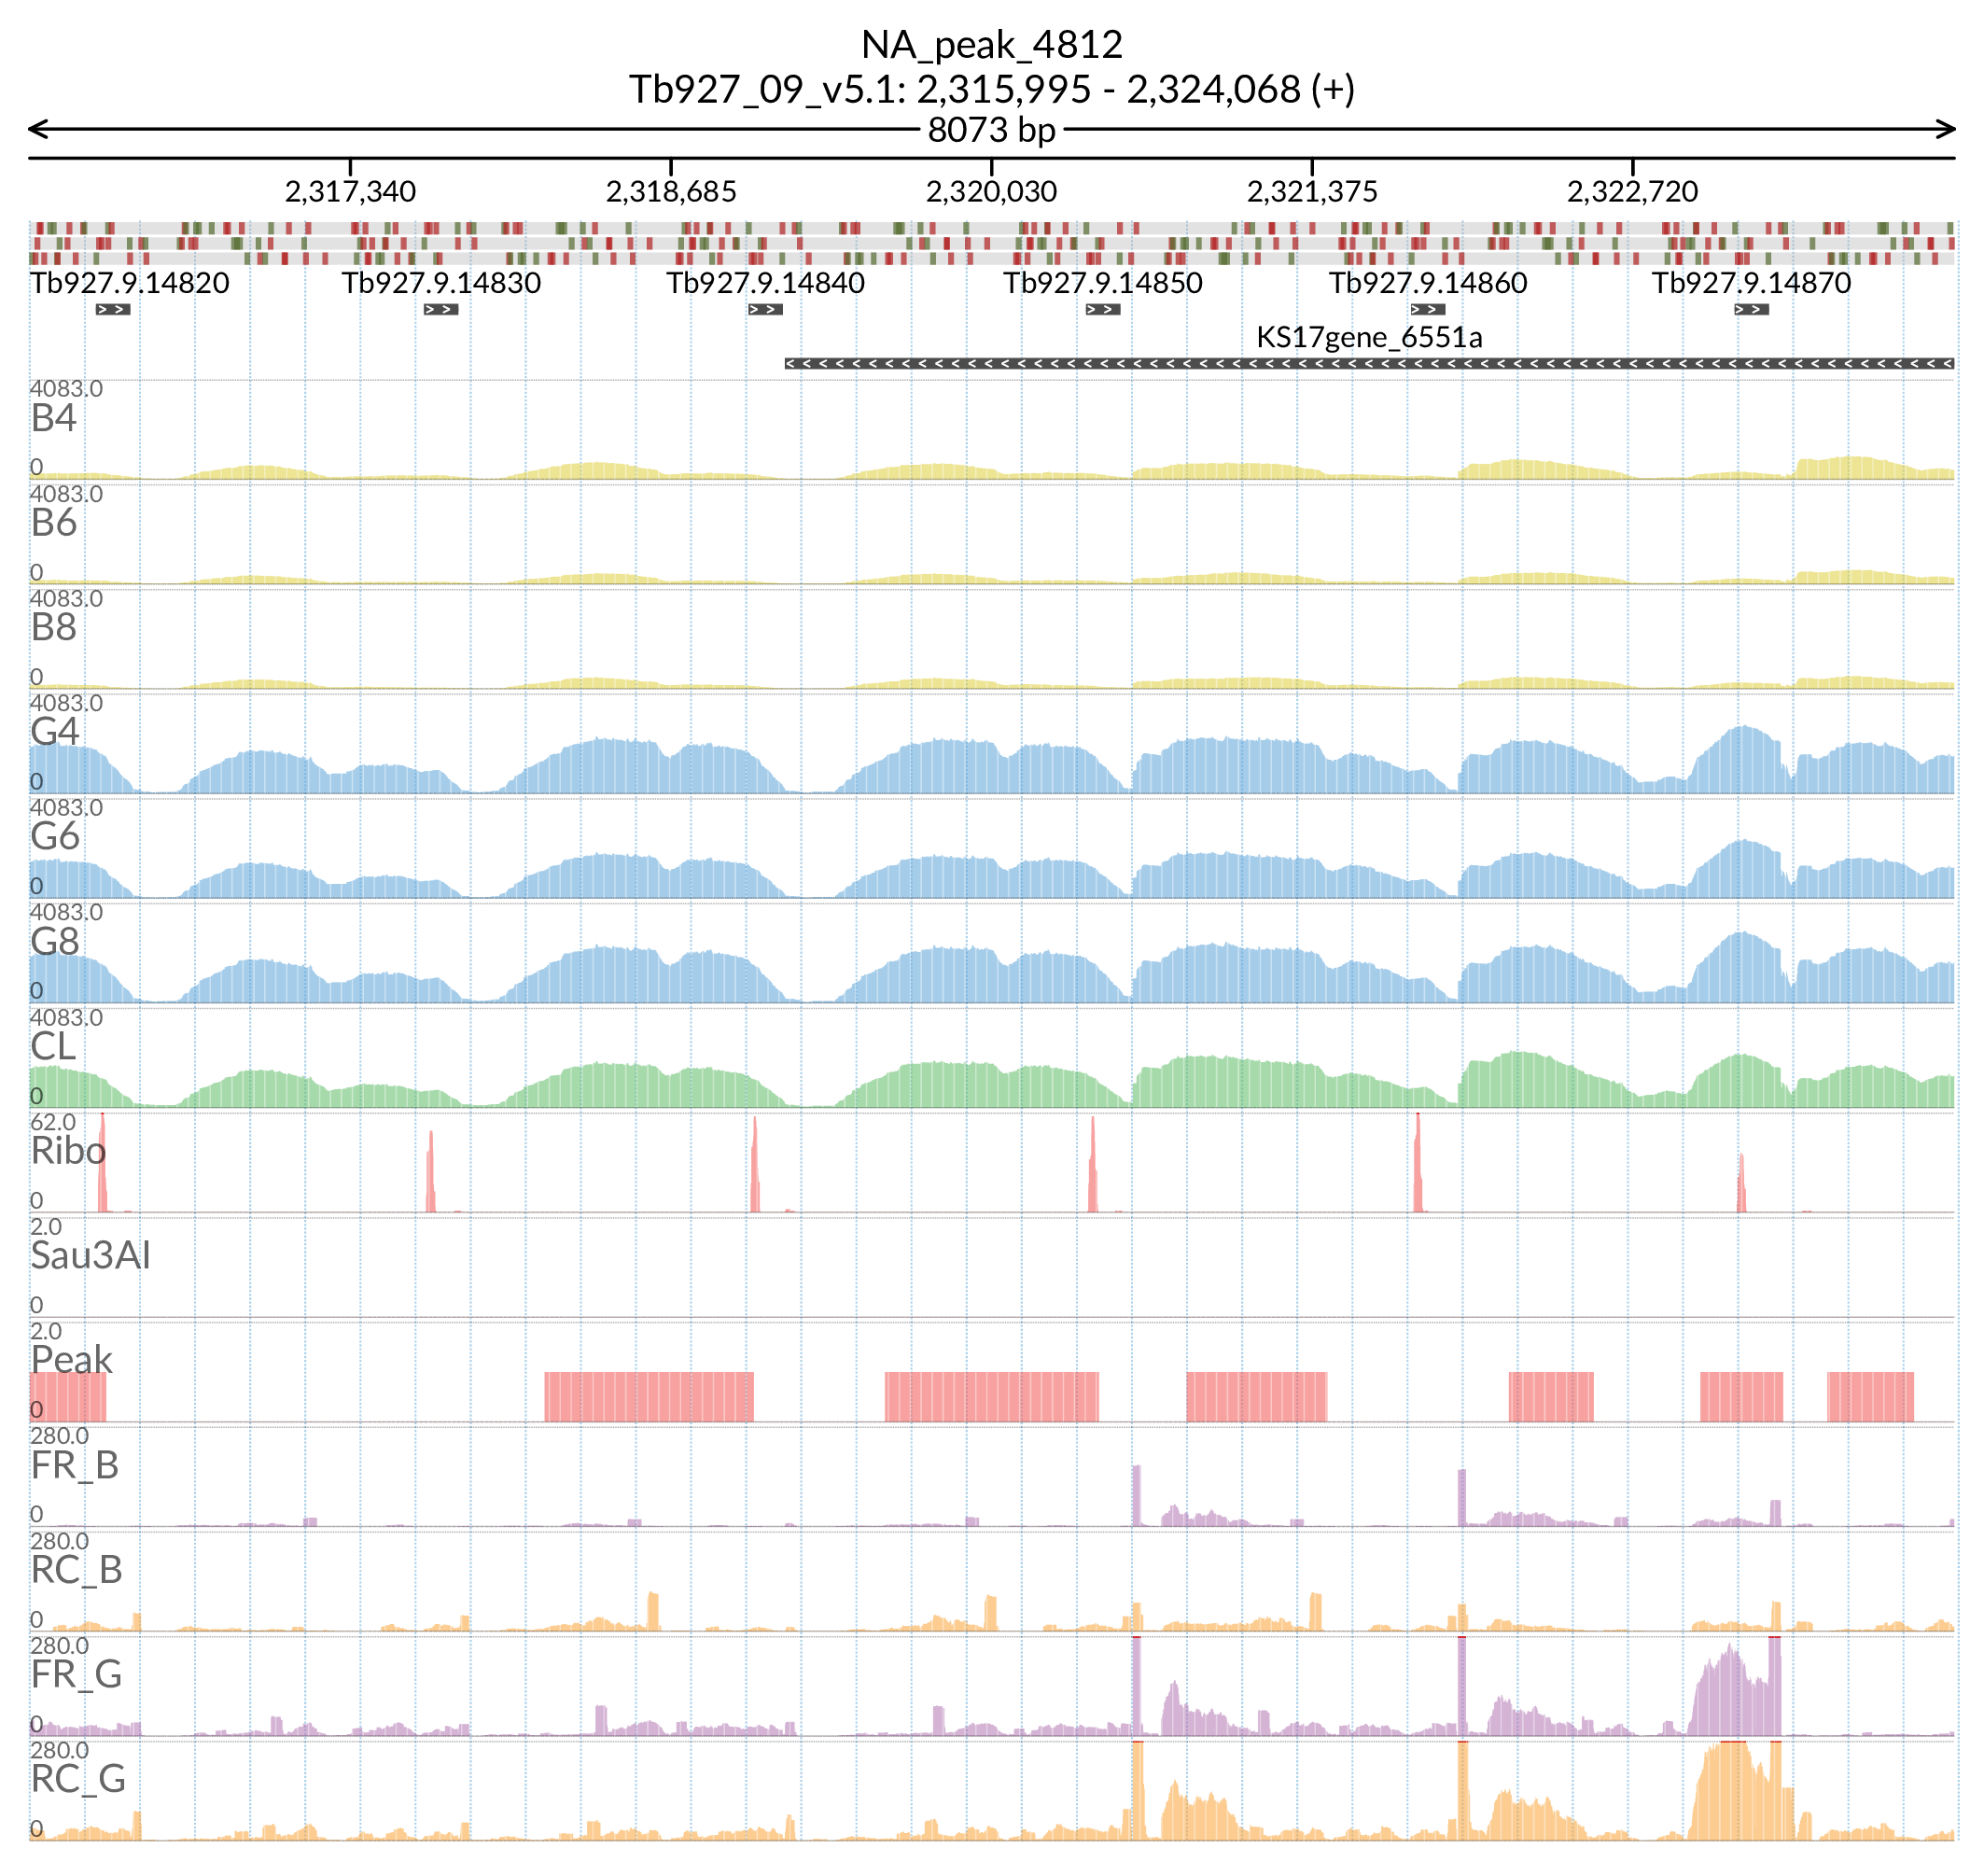 NA_peak_4812
Tb927_09_v5.1: 2,315,995 - 2,324,068 (+)
8073 bp
2,317,340 2,318,685 2,320,030 2,321,375 2,322,720
Tb927.9.14820 Tb927.9.14830 Tb927.9.14840 Tb927.9.14850 Tb927.9.14860 Tb927.9.14870
KS17gene_6551a
4083.0
B4
0
4083.0
B6
0
4083.0
B8
0
4083.0
G4
0
4083.0
G6
0
4083.0
G8
0
4083.0
CL
0
62.0
Ribo
0
2.0
Sau3AI
0
2.0
Peak
0
280.0
FR_B
0
280.0
RC_B
0
280.0
FR_G
0
280.0
RC_G
0